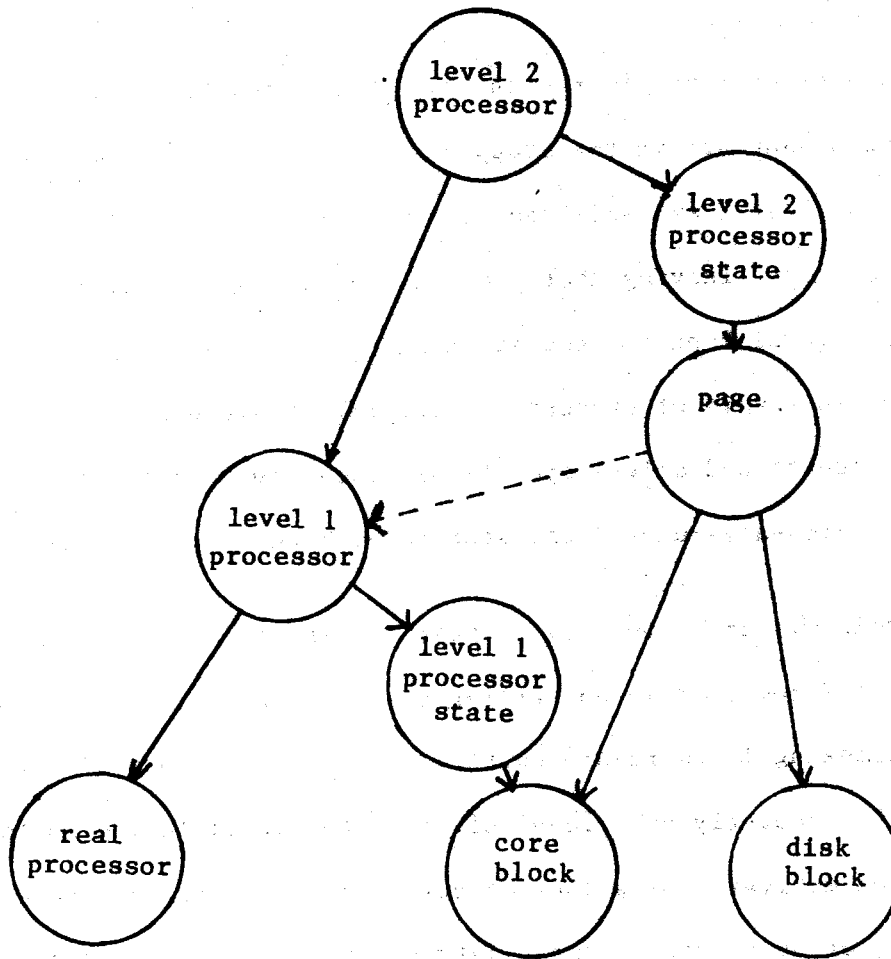 level 2
processor
level 2
processor
state
page
level 1
processor
level 1
processor
state
real
processor
core
block
disk
block